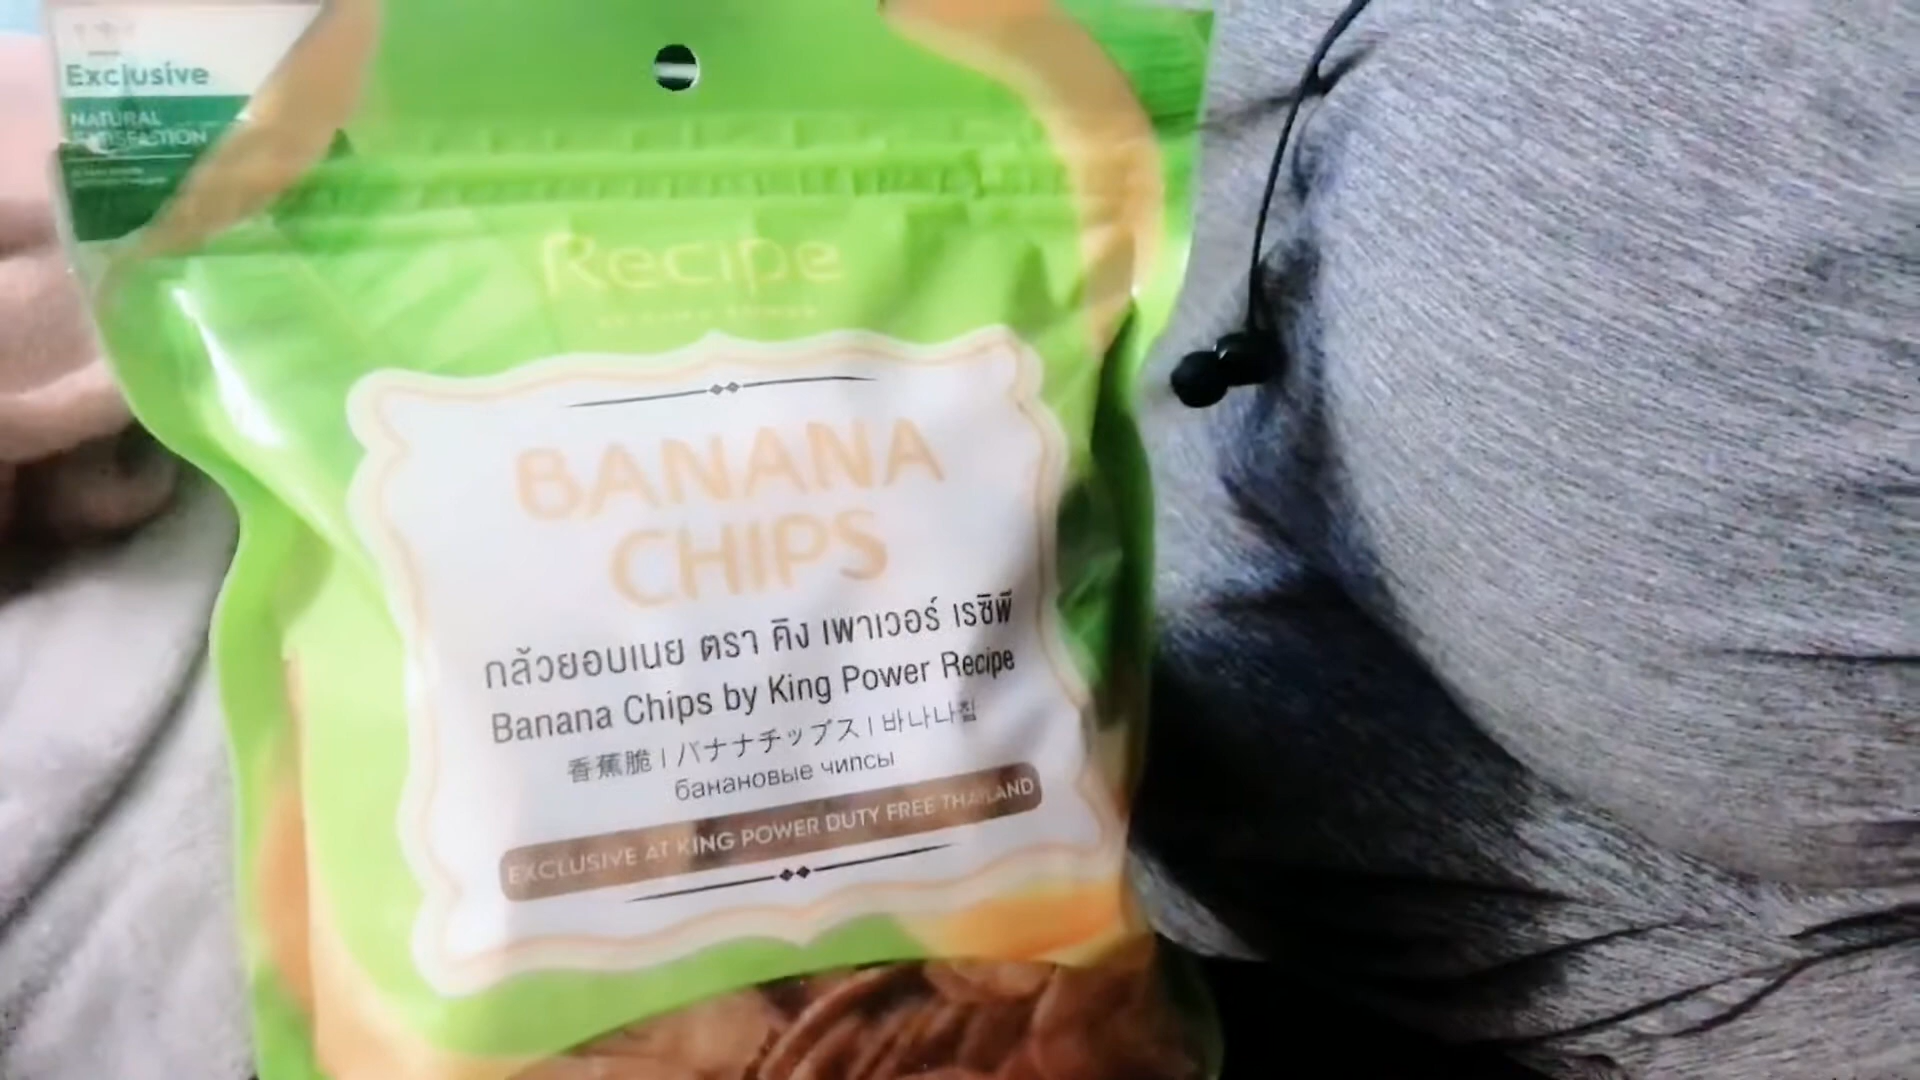 Exclusive
NATURAL
Recipe
BANANA
CHIPS
กล้วยอบเนย ตรา คิง เพาเวอร์ เรซิพี
Banana Chips by King Power Recipe
香蕉脆 | バナナチップス | 바나나칩
банановые чипсы
EXCLUSIVE AT KING POWER DUTY FREE THAILAND